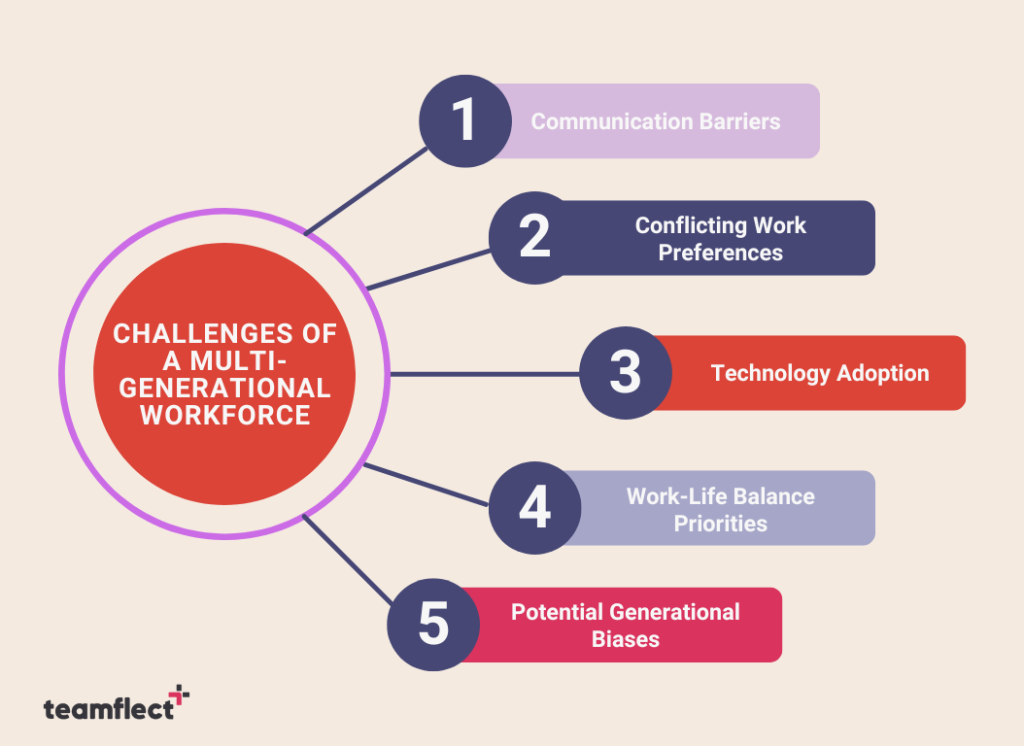 CHALLENGES OF
A MULTI-
GENERATIONAL
WORKFORCE
1
Communication Barriers
2
Conflicting Work
Preferences
3
Technology Adoption
4
Work-Life Balance
Priorities
5
Potential Generational
Biases
teamflect